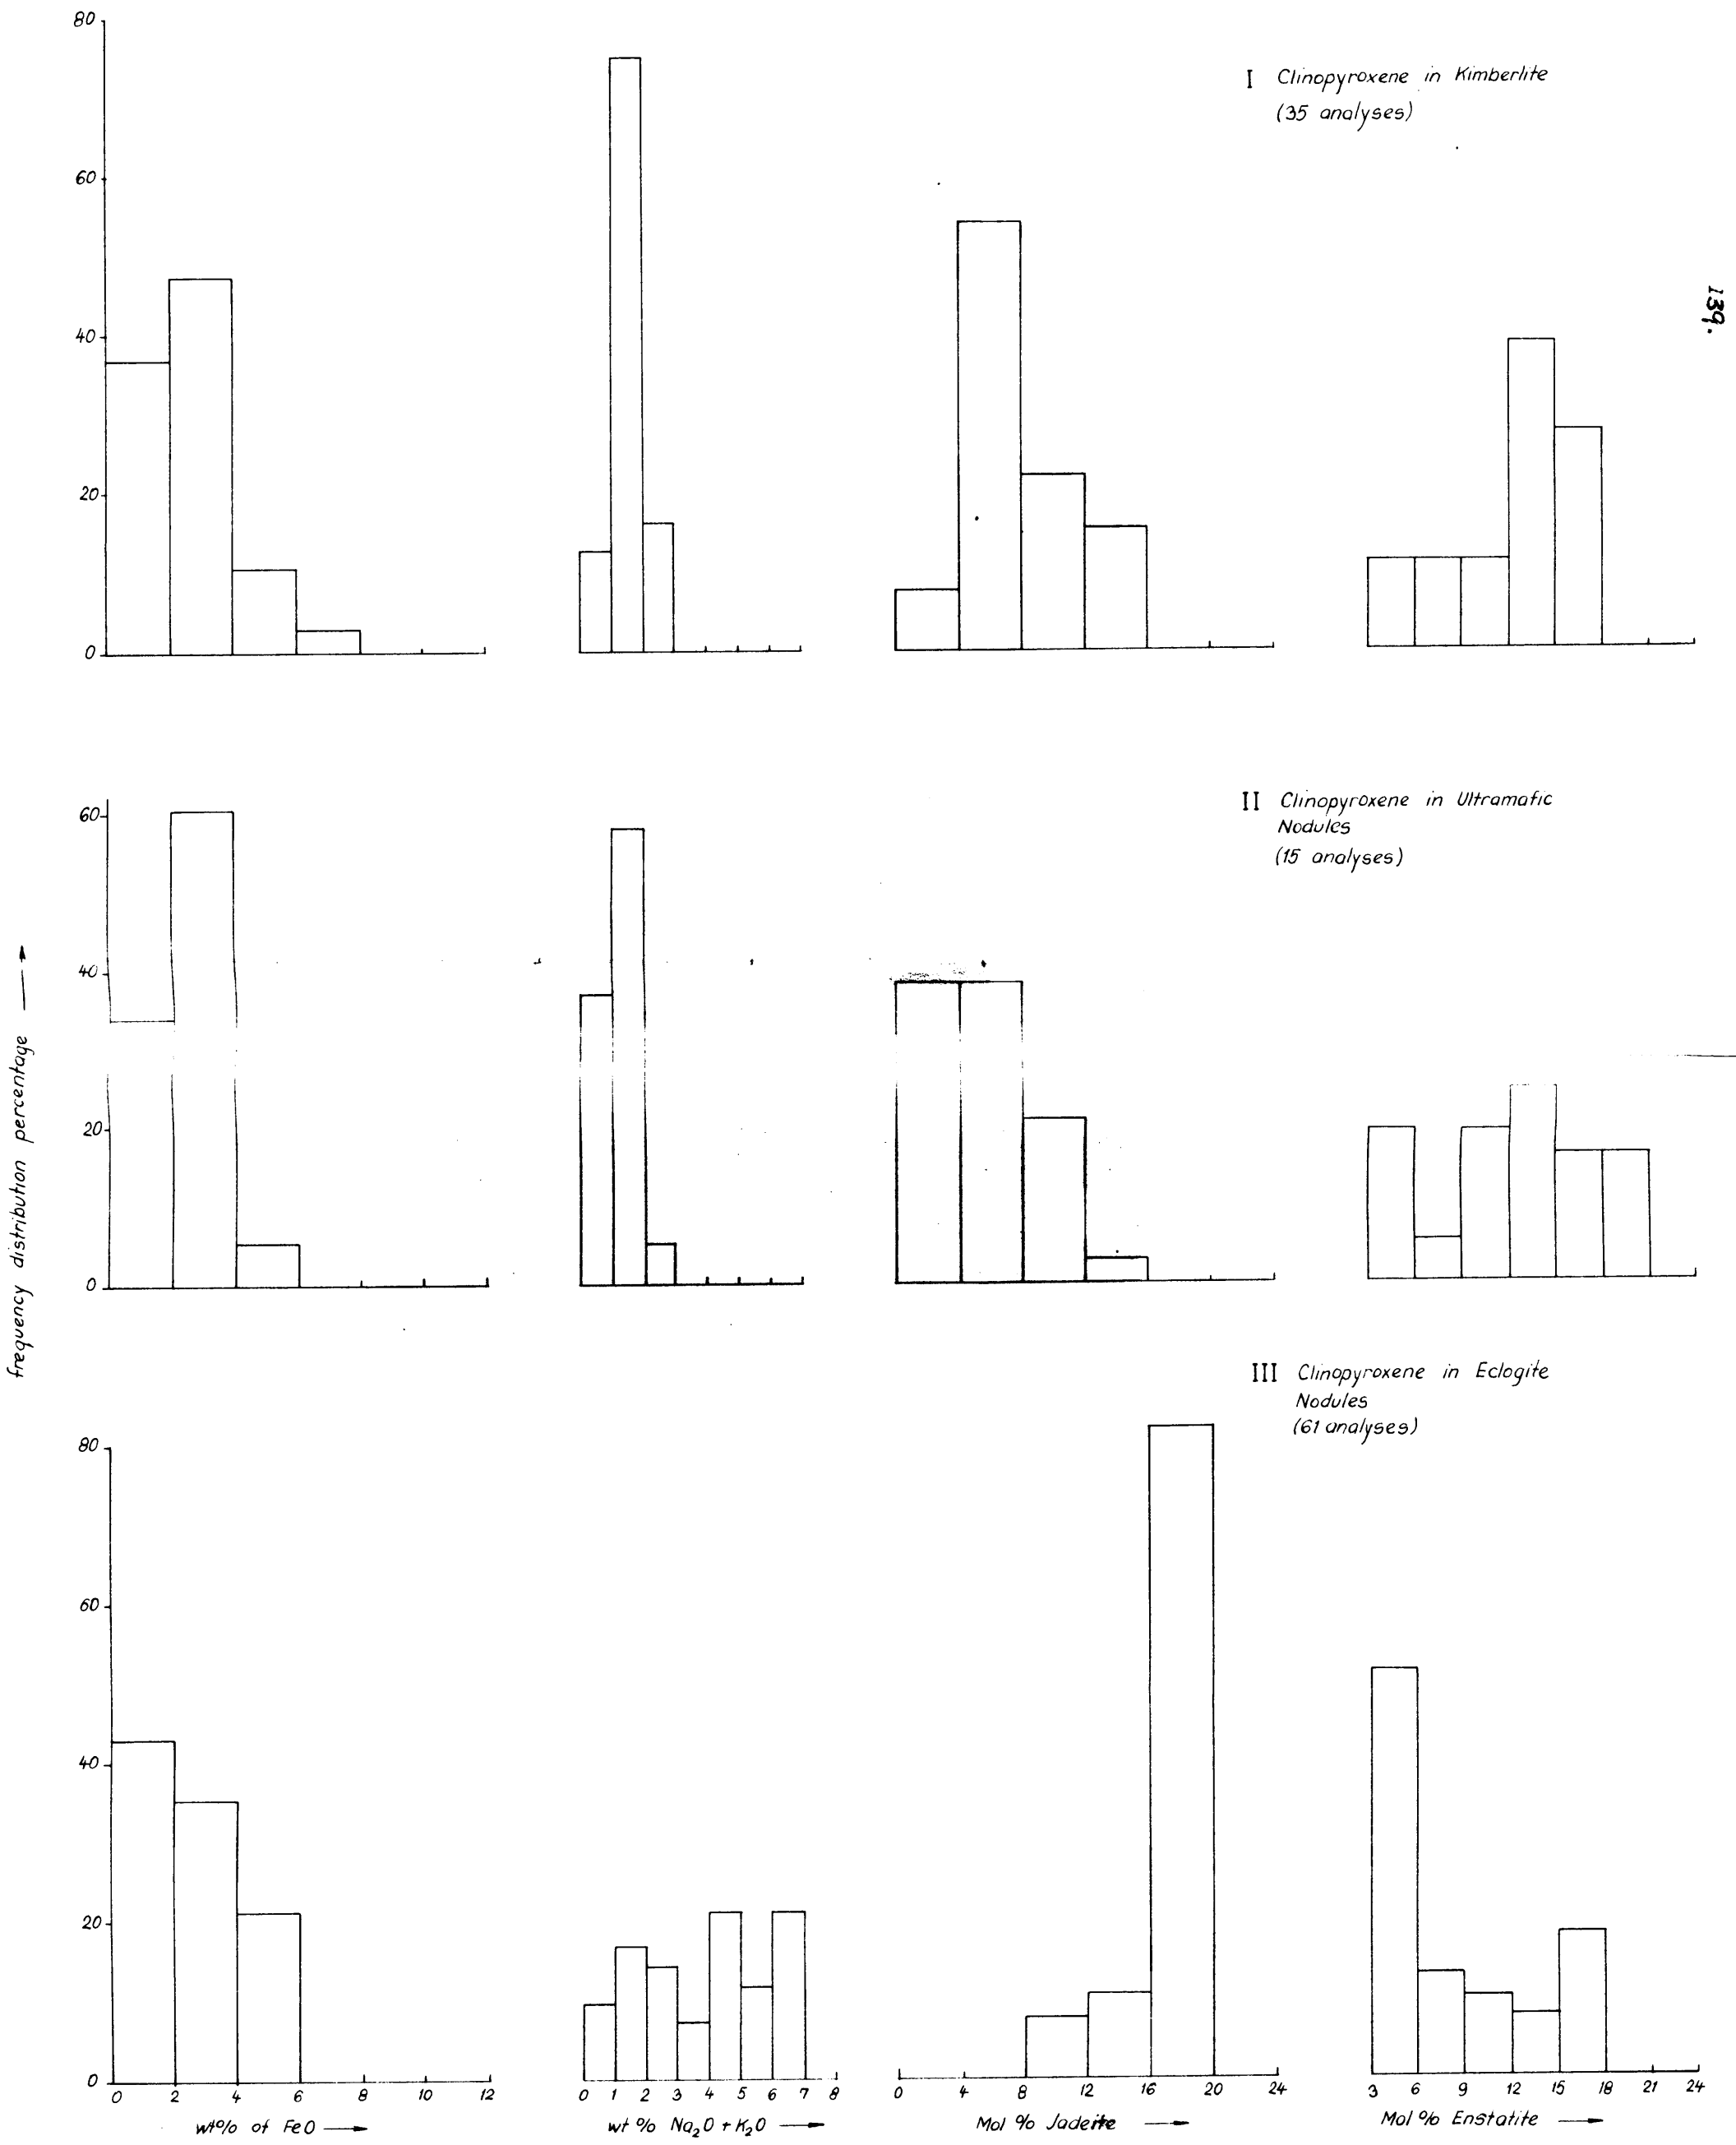 80
60
40
20
0
I Clinopyroxene in Kimberlite
(35 analyses)
139.
60
40
20
0
II Clinopyroxene in Ultramafic
Nodules
(15 analyses)
frequency distribution percentage
III Clinopyroxene in Eclogite
Nodules
(61 analyses)
80
60
40
20
0
0 2 4 6 8 10 12
0 1 2 3 4 5 6 7 8
0 4 8 12 16 20 24
3 6 9 12 15 18 21 24
wt% of FeO
wt % Na₂O + K₂O
Mol % Jadeite
Mol % Enstatite